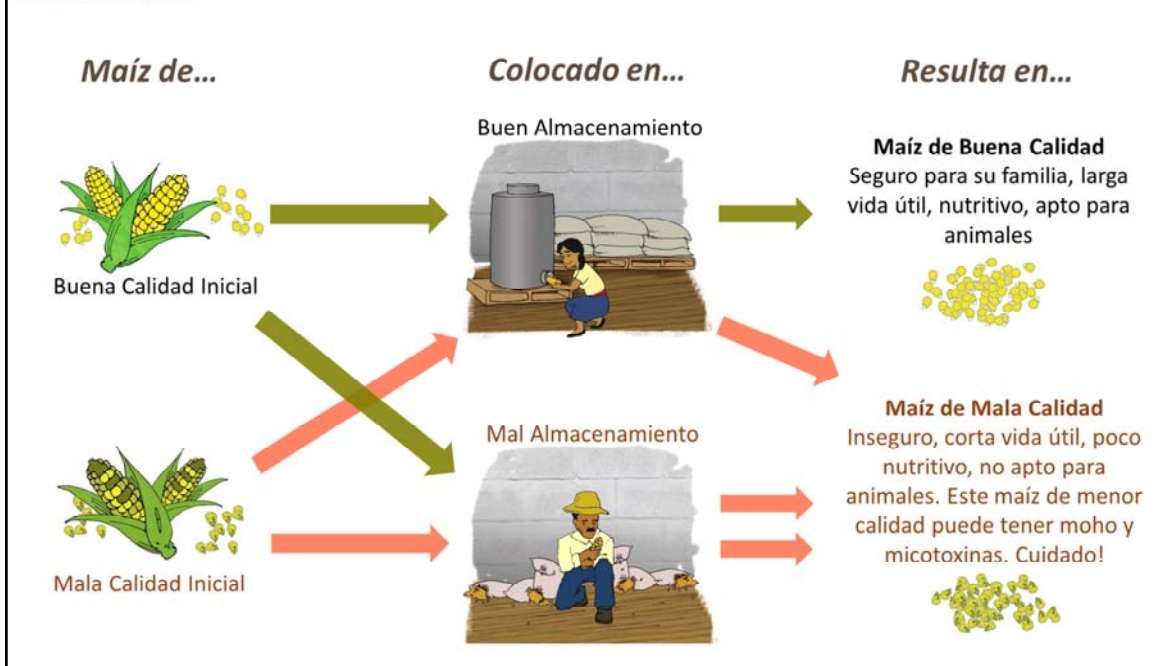 Maíz de...
Colocado en...
Resulta en...
Buen Almacenamiento
Maíz de Buena Calidad
Seguro para su familia, larga
vida útil, nutritivo, apto para
animales
Buena Calidad Inicial
Mal Almacenamiento
Maíz de Mala Calidad
Inseguro, corta vida útil, poco
nutritivo, no apto para
animales. Este maíz de menor
calidad puede tener moho y
micotoxinas. Cuidado!
Mala Calidad Inicial